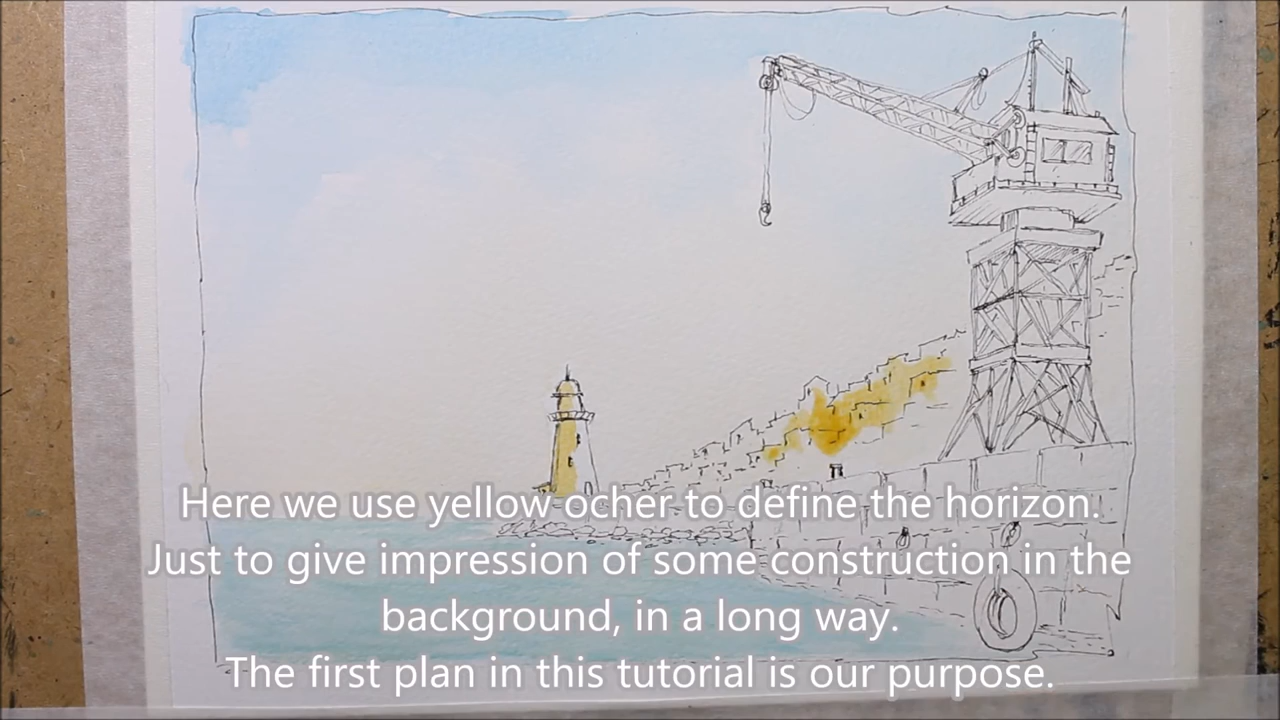 Here we use yellow ocher to define the horizon.
Just to give impression of some construction in the
background, in a long way.
The first plan in this tutorial is our purpose.